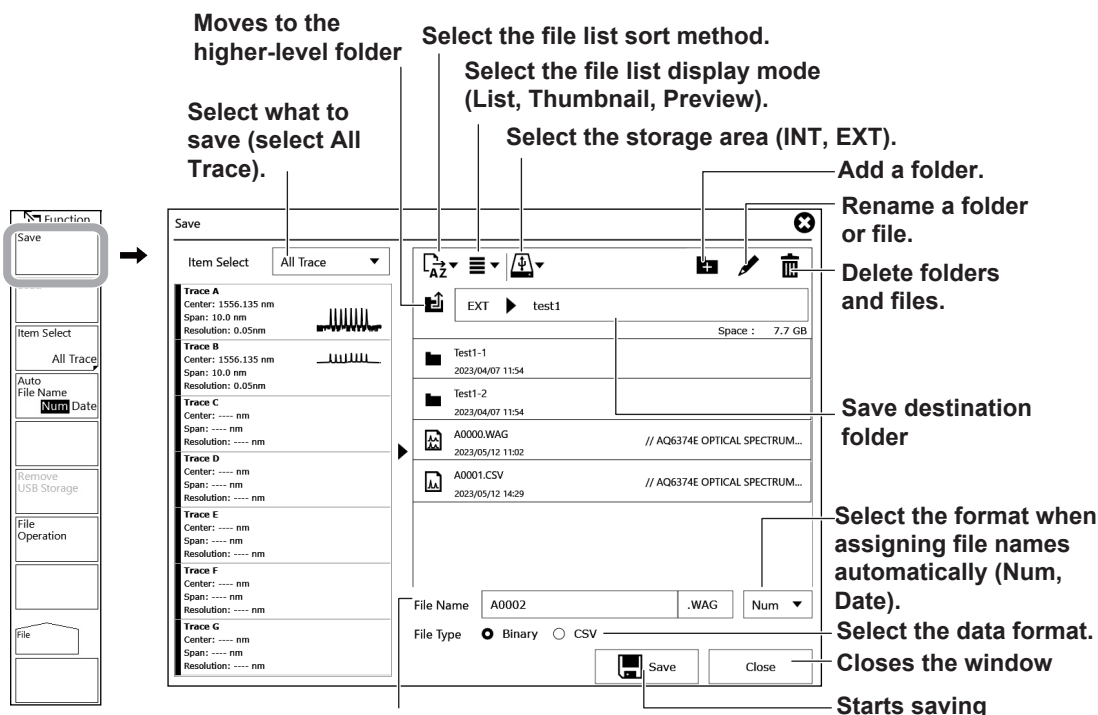 Moves to the
higher-level folder
Select the file list sort method.
Select the file list display mode
(List, Thumbnail, Preview).
Select what to
save (select All
Trace).
Select the storage area (INT, EXT).
Add a folder.
Rename a folder
or file.
Delete folders
and files.
Function
Save
Item Select
All Trace
Auto
File Name
Num Date
Remove
USB Storage
File
Operation
File
Save
Item Select All Trace
AZ
Trace A
Center: 1556.135 nm
Span: 10.0 nm
Resolution: 0.05nm
Trace B
Center: 1556.135 nm
Span: 10.0 nm
Resolution: 0.05nm
Trace C
Center: ---- nm
Span: ---- nm
Resolution: ---- nm
Trace D
Center: ---- nm
Span: ---- nm
Resolution: ---- nm
Trace E
Center: ---- nm
Span: ---- nm
Resolution: ---- nm
Trace F
Center: ---- nm
Span: ---- nm
Resolution: ---- nm
Trace G
Center: ---- nm
Span: ---- nm
Resolution: ---- nm
EXT test1
Space : 7.7 GB
Test1-1
2023/04/07 11:54
Test1-2
2023/04/07 11:54
A0000.WAG // AQ6374E OPTICAL SPECTRUM...
2023/05/12 11:02
A0001.CSV // AQ6374E OPTICAL SPECTRUM...
2023/05/12 14:29
File Name A0002 .WAG Num
File Type Binary CSV
Save Close
Save destination
folder
Select the format when
assigning file names
automatically (Num,
Date).
Select the data format.
Closes the window
Starts saving